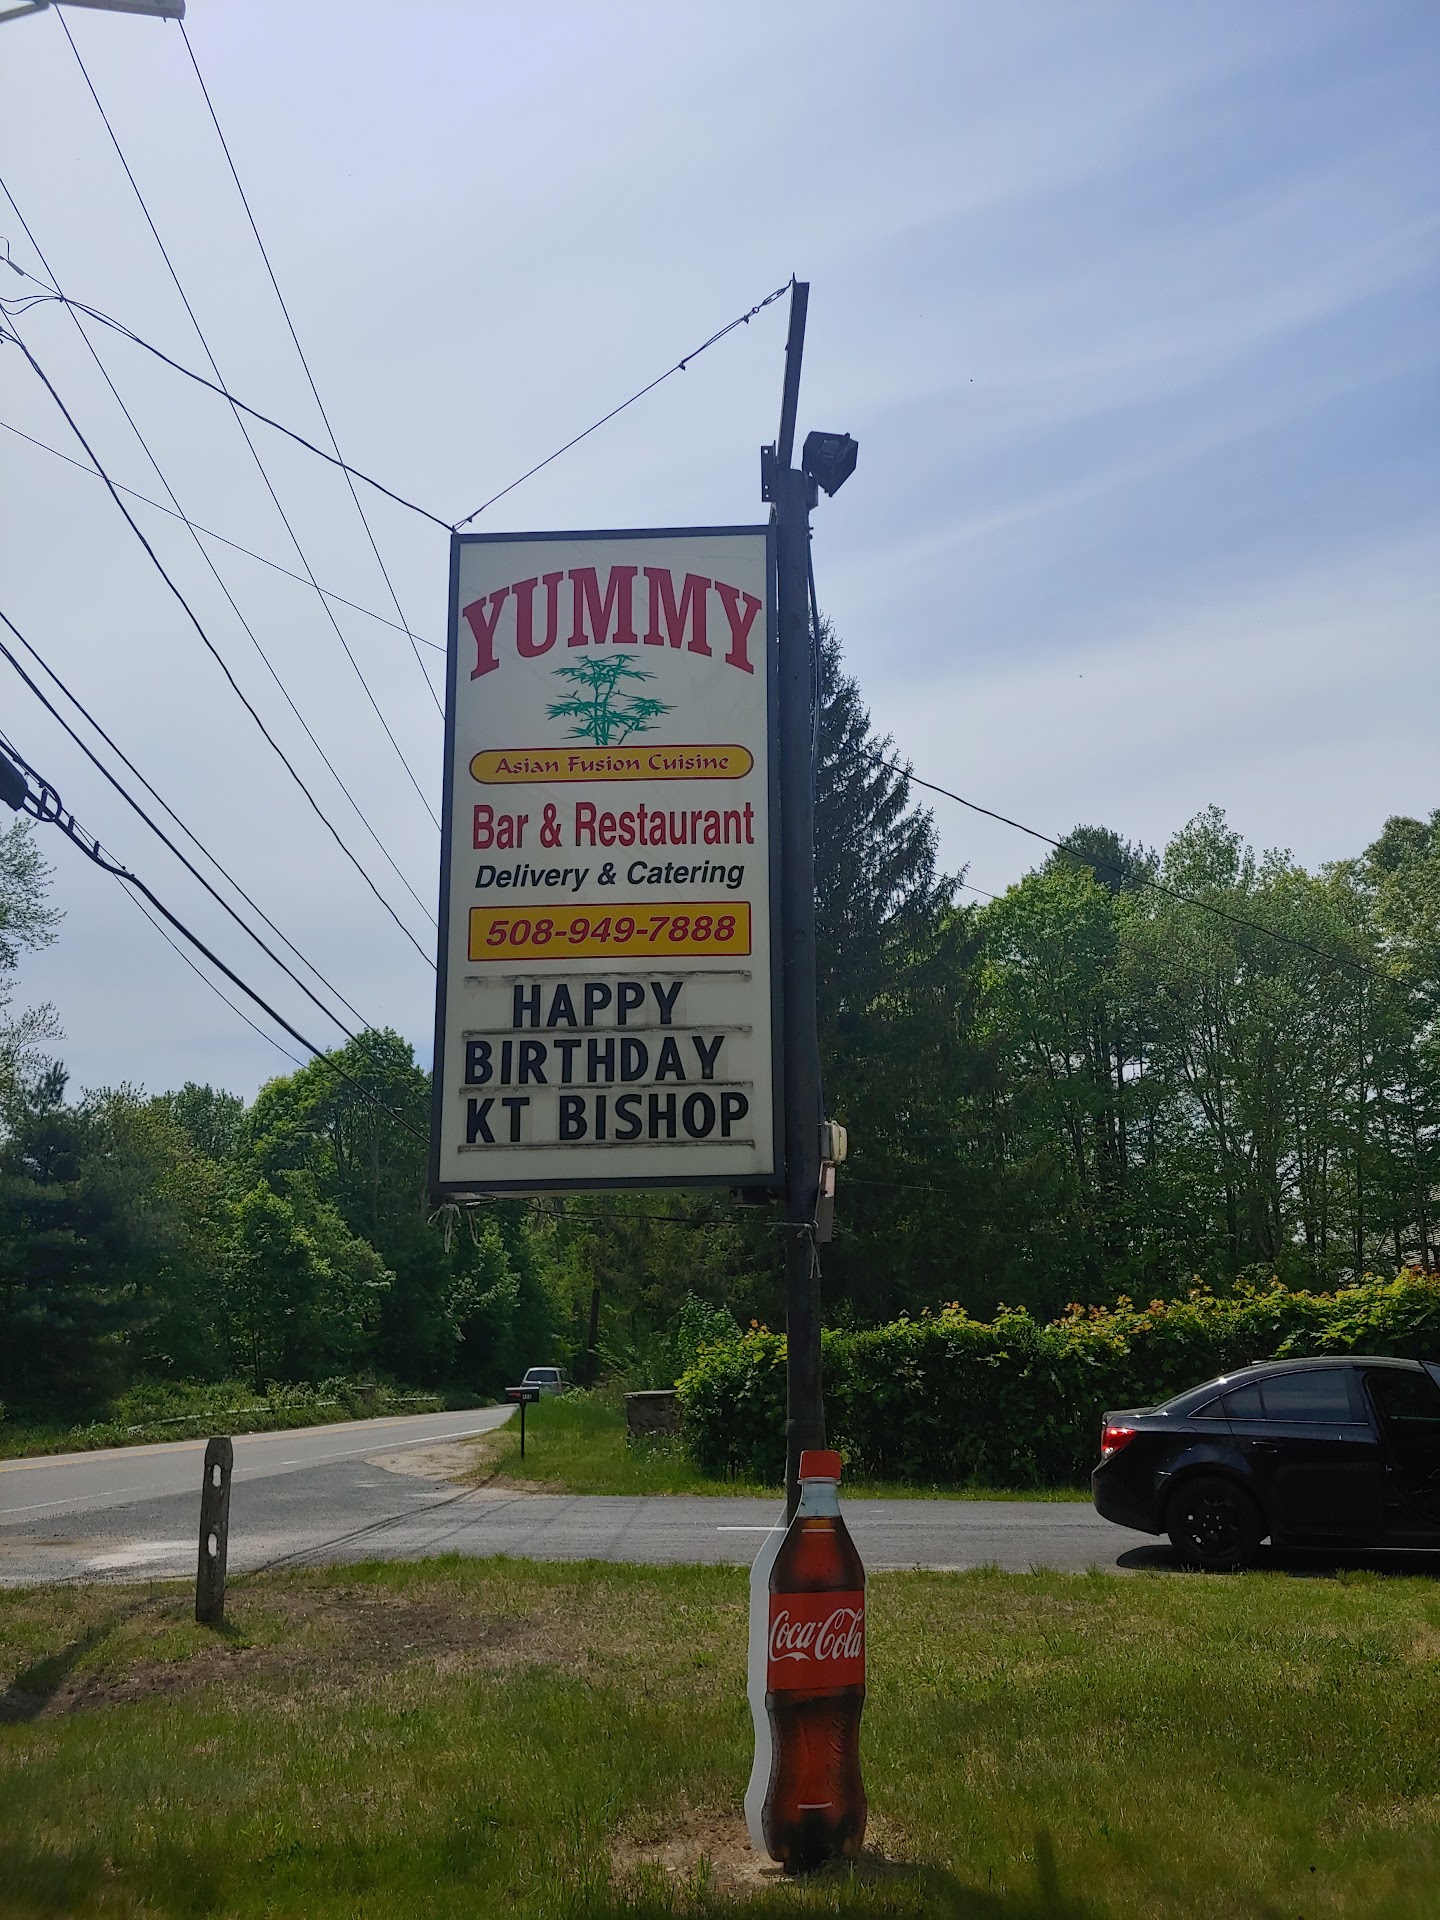 YUMMY
Asian Fusion Cuisine
Bar & Restaurant
Delivery & Catering
508-949-7888
HAPPY
BIRTHDAY
KT BISHOP
Coca-Cola